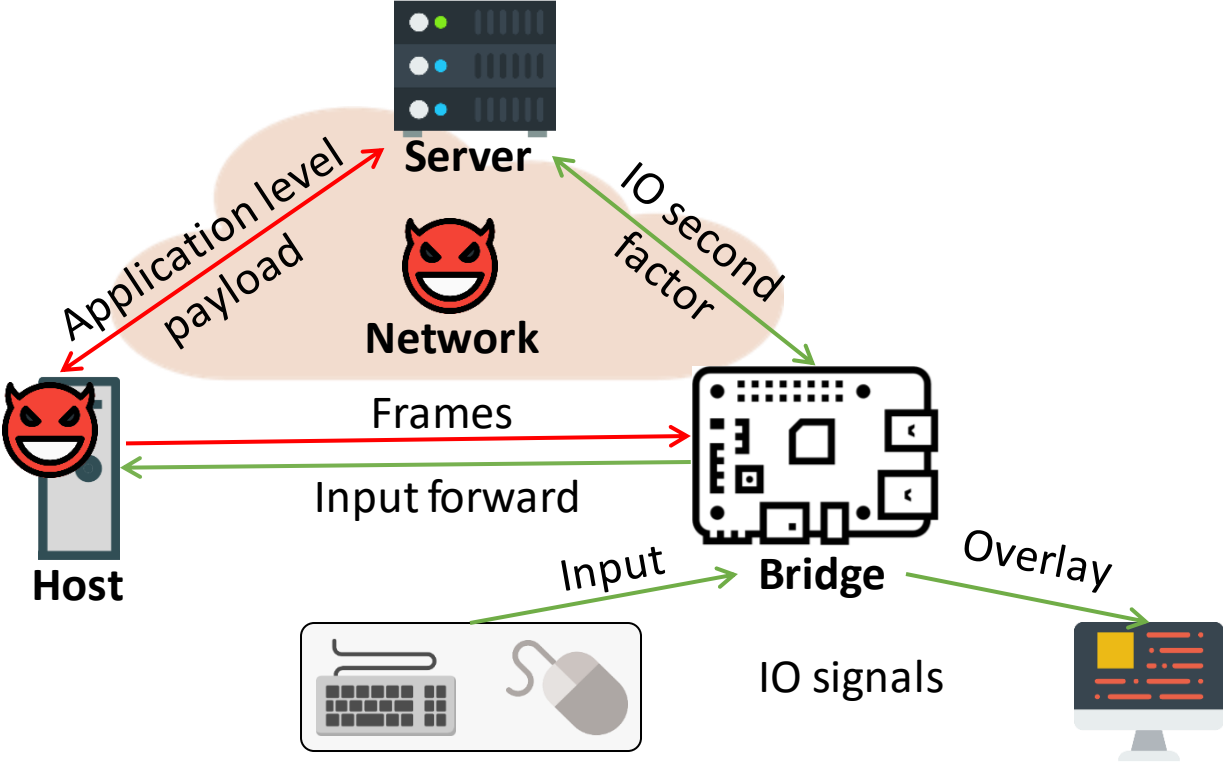 Server
Application level
payload
IO second
factor
Network
Frames
Input forward
Host
Input
Bridge
Overlay
IO signals